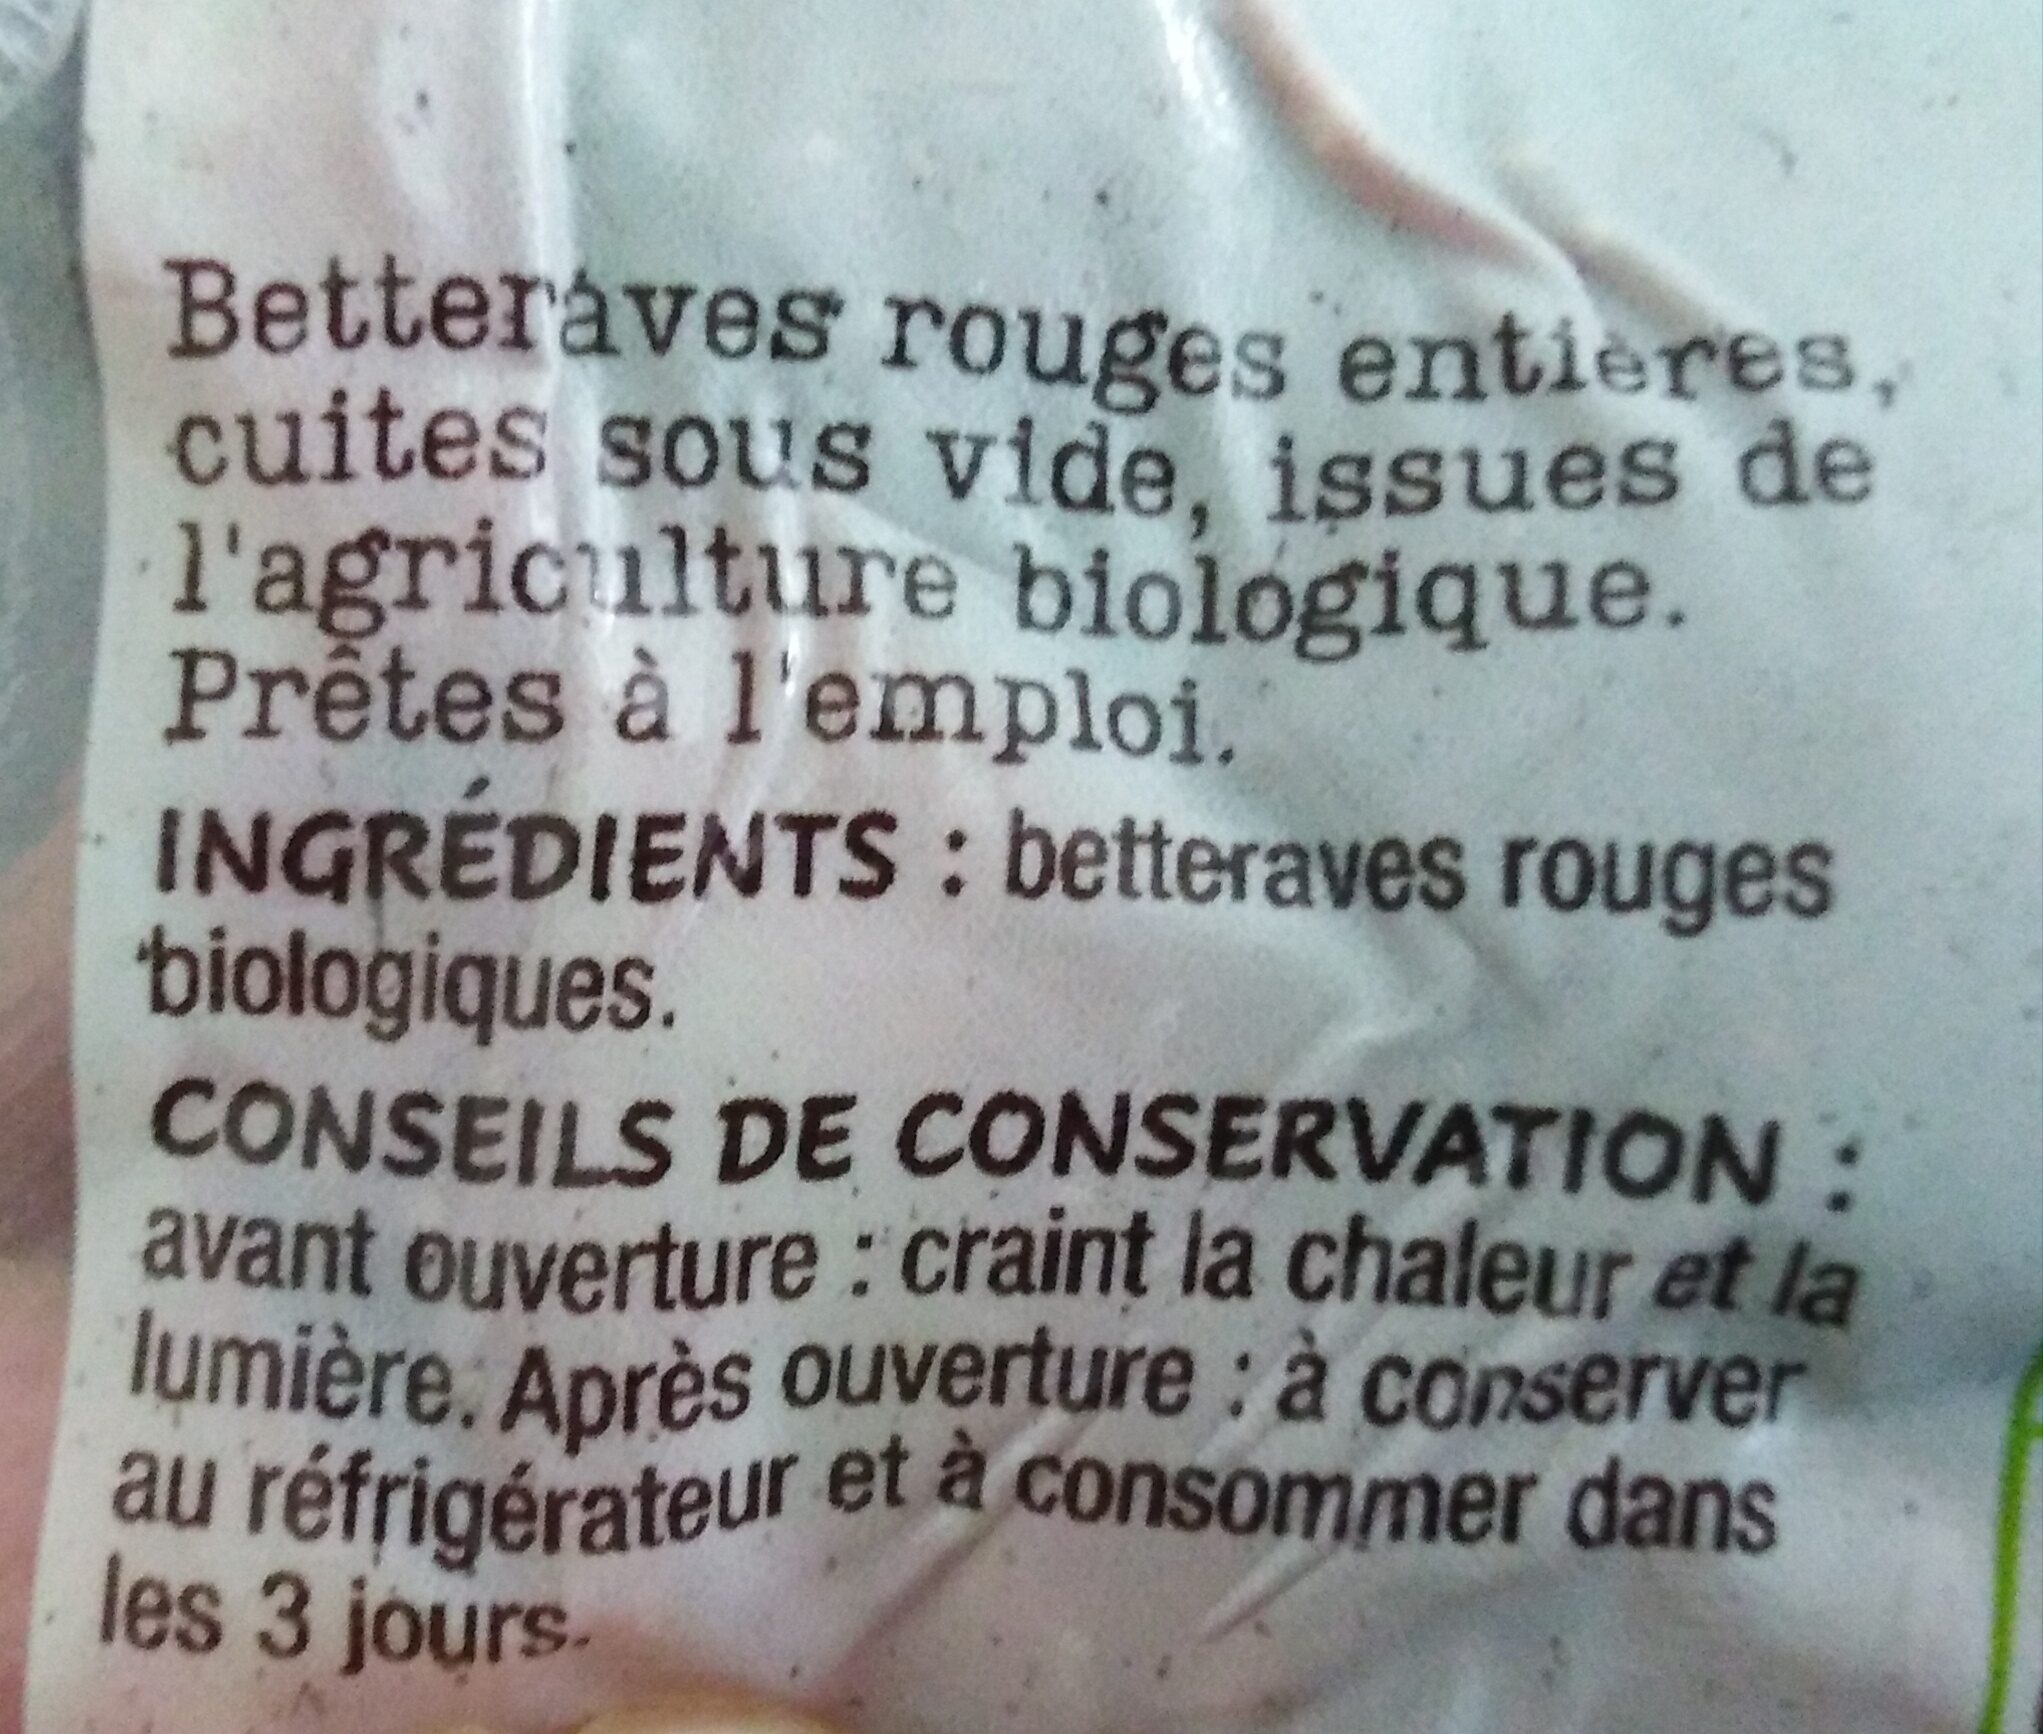 Betteraves rouges entières,
cuites sous vide, issues de
l'agriculture biologique.
Prêtes à l'emploi.
INGRÉDIENTS : betteraves rouges
biologiques.
CONSEILS DE CONSERVATION :
avant ouverture : craint la chaleur et la
lumière. Après ouverture : à conserver
au réfrigérateur et à consommer dans
les 3 jours.